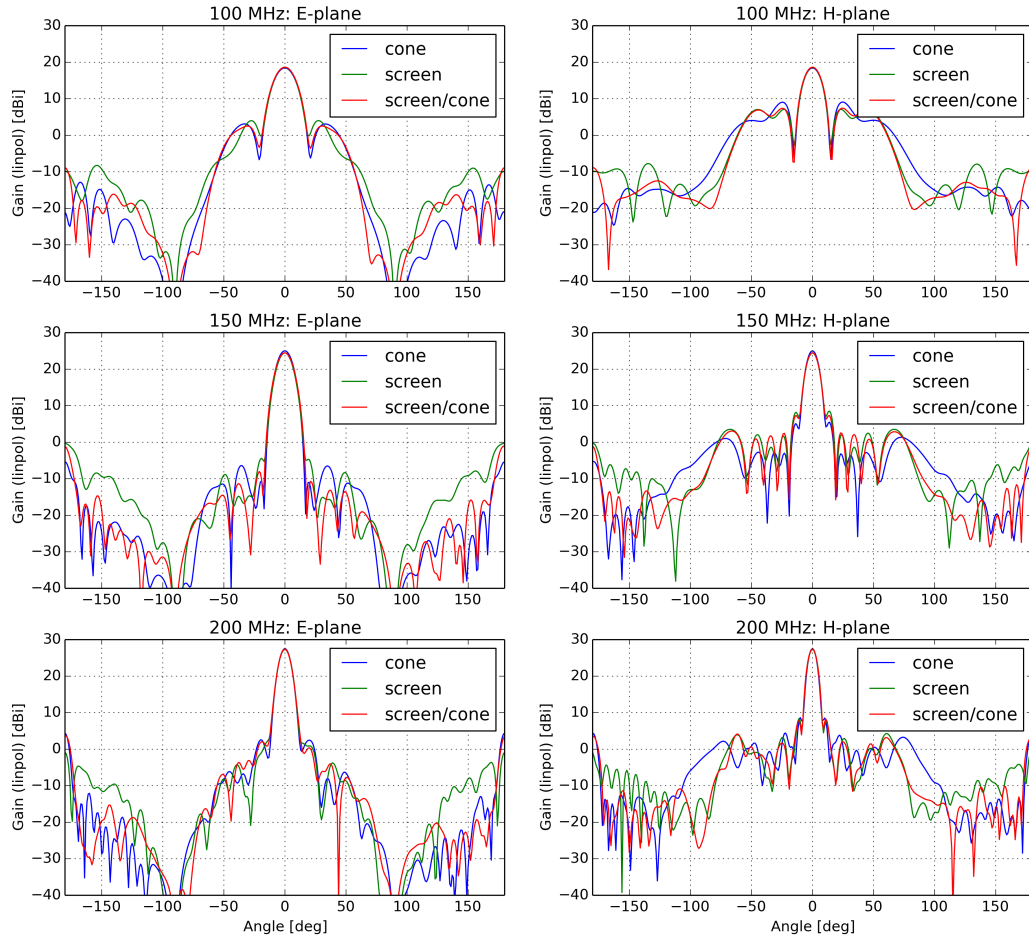 100 MHz: E-plane
30
20
10
0
−10
−20
−30
−40
Gain (linpol) [dBi]
−150 −100 −50 0 50 100 150
cone
screen
screen/cone
100 MHz: H-plane
30
20
10
0
−10
−20
−30
−40
Gain (linpol) [dBi]
−150 −100 −50 0 50 100 150
cone
screen
screen/cone
150 MHz: E-plane
30
20
10
0
−10
−20
−30
−40
Gain (linpol) [dBi]
−150 −100 −50 0 50 100 150
cone
screen
screen/cone
150 MHz: H-plane
30
20
10
0
−10
−20
−30
−40
Gain (linpol) [dBi]
−150 −100 −50 0 50 100 150
cone
screen
screen/cone
200 MHz: E-plane
30
20
10
0
−10
−20
−30
−40
Gain (linpol) [dBi]
−150 −100 −50 0 50 100 150
Angle [deg]
cone
screen
screen/cone
200 MHz: H-plane
30
20
10
0
−10
−20
−30
−40
Gain (linpol) [dBi]
−150 −100 −50 0 50 100 150
Angle [deg]
cone
screen
screen/cone